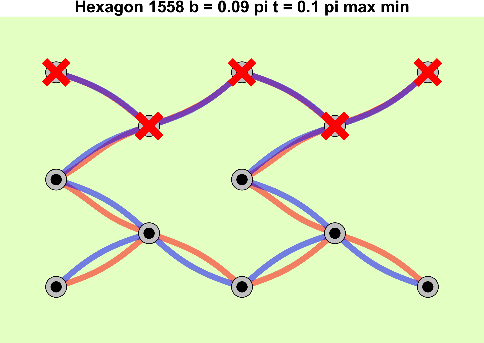 Hexagon 1558 b = 0.09 pi t = 0.1 pi max min